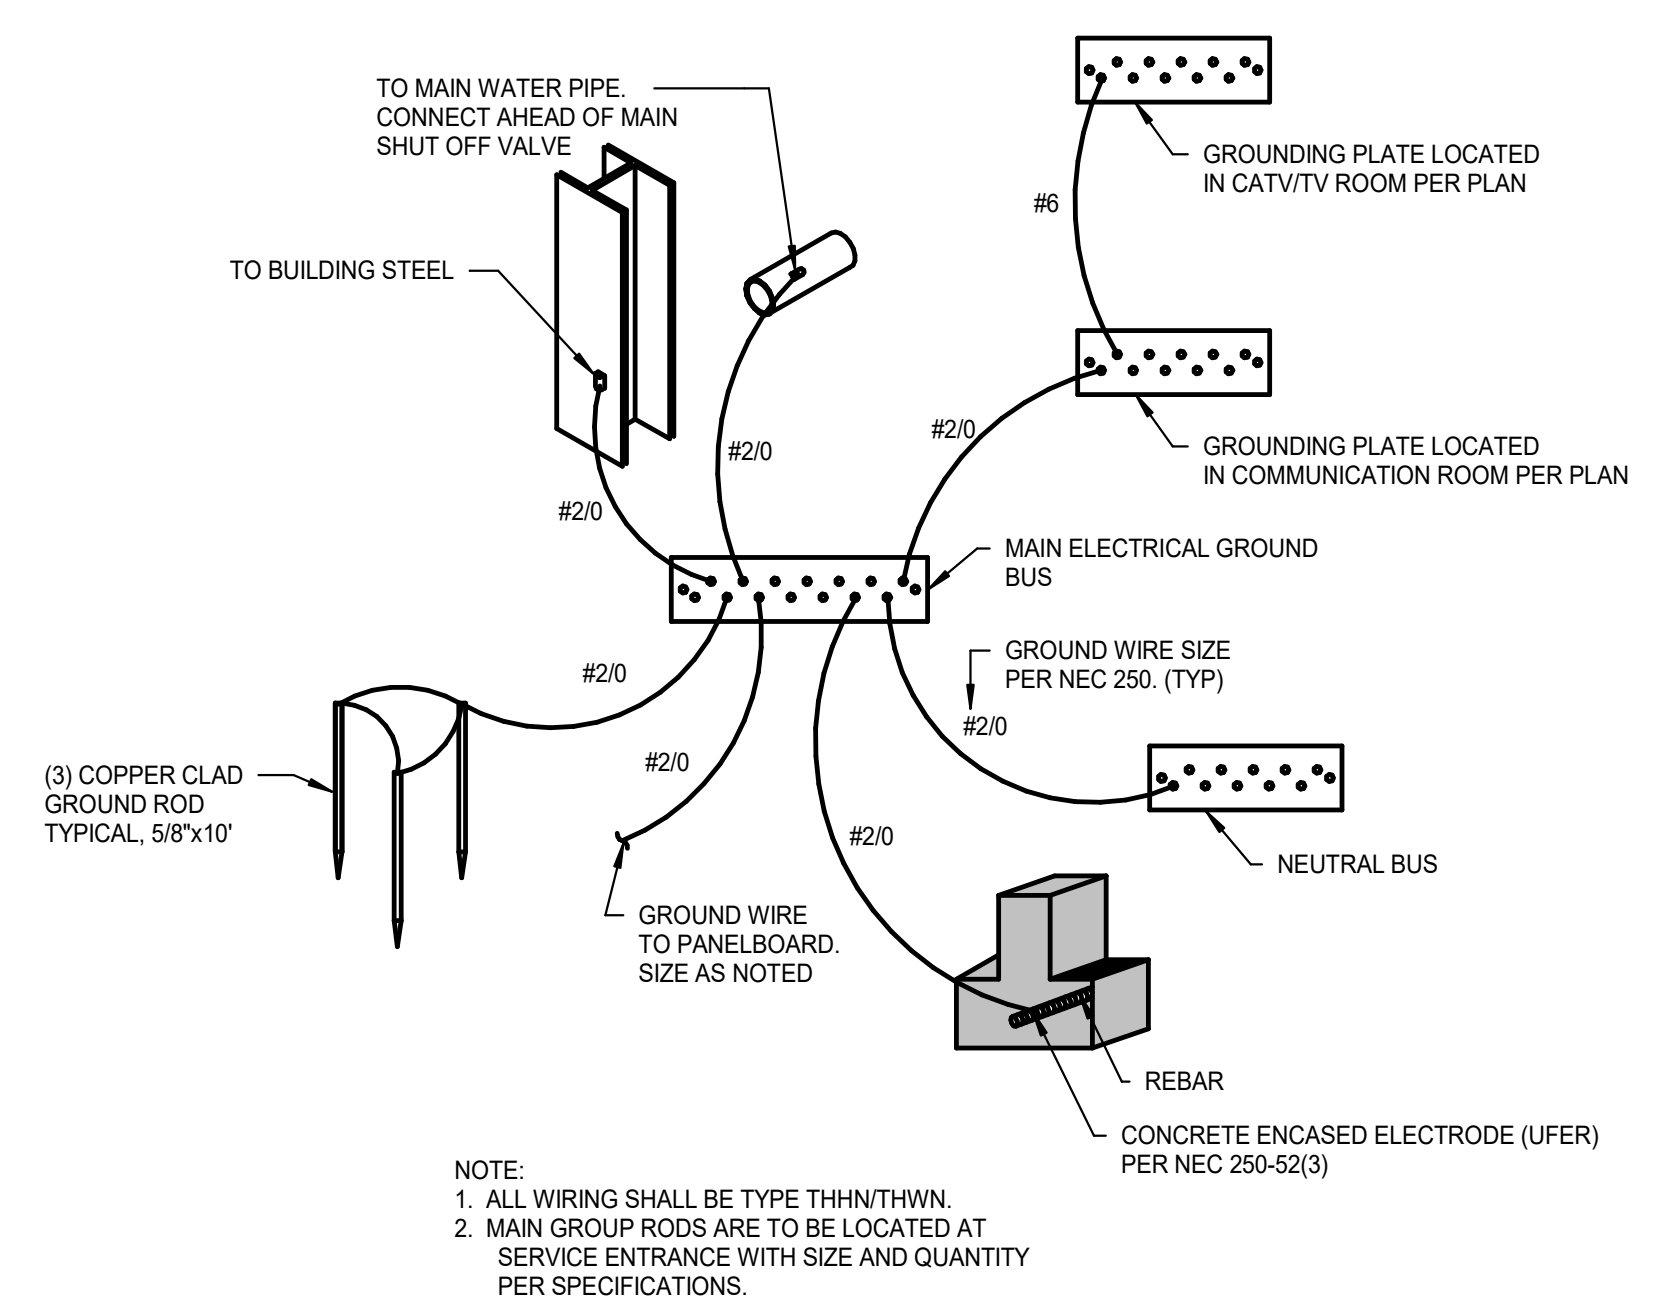 TO MAIN WATER PIPE.
CONNECT AHEAD OF MAIN
SHUT OFF VALVE
GROUNDING PLATE LOCATED
IN CATV/TV ROOM PER PLAN
#6
TO BUILDING STEEL
GROUNDING PLATE LOCATED
IN COMMUNICATION ROOM PER PLAN
#2/0
#2/0
#2/0
MAIN ELECTRICAL GROUND
BUS
GROUND WIRE SIZE
PER NEC 250. (TYP)
#2/0
#2/0
#2/0
#2/0
(3) COPPER CLAD
GROUND ROD
TYPICAL, 5/8"x10'
NEUTRAL BUS
GROUND WIRE
TO PANELBOARD.
SIZE AS NOTED
REBAR
CONCRETE ENCASED ELECTRODE (UFER)
PER NEC 250-52(3)
NOTE:
1. ALL WIRING SHALL BE TYPE THHN/THWN.
2. MAIN GROUP RODS ARE TO BE LOCATED AT
SERVICE ENTRANCE WITH SIZE AND QUANTITY
PER SPECIFICATIONS.